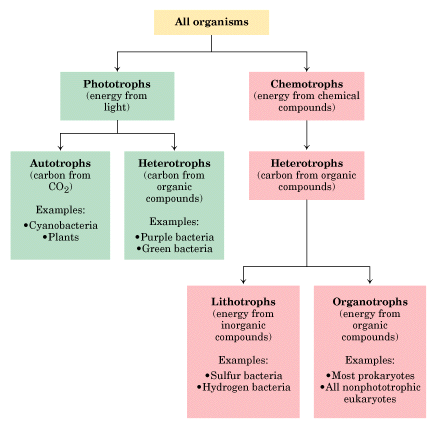 All organisms
Phototrophs
(energy from
light)
Chemotrophs
(energy from chemical
compounds)
Autotrophs
(carbon from
CO2)
Examples:
•Cyanobacteria
•Plants
Heterotrophs
(carbon from
organic
compounds)
Examples:
•Purple bacteria
•Green bacteria
Heterotrophs
(carbon from organic
compounds)
Lithotrophs
(energy from
inorganic
compounds)
Examples:
•Sulfur bacteria
•Hydrogen bacteria
Organotrophs
(energy from
organic
compounds)
Examples:
•Most prokaryotes
•All nonphototrophic
eukaryotes